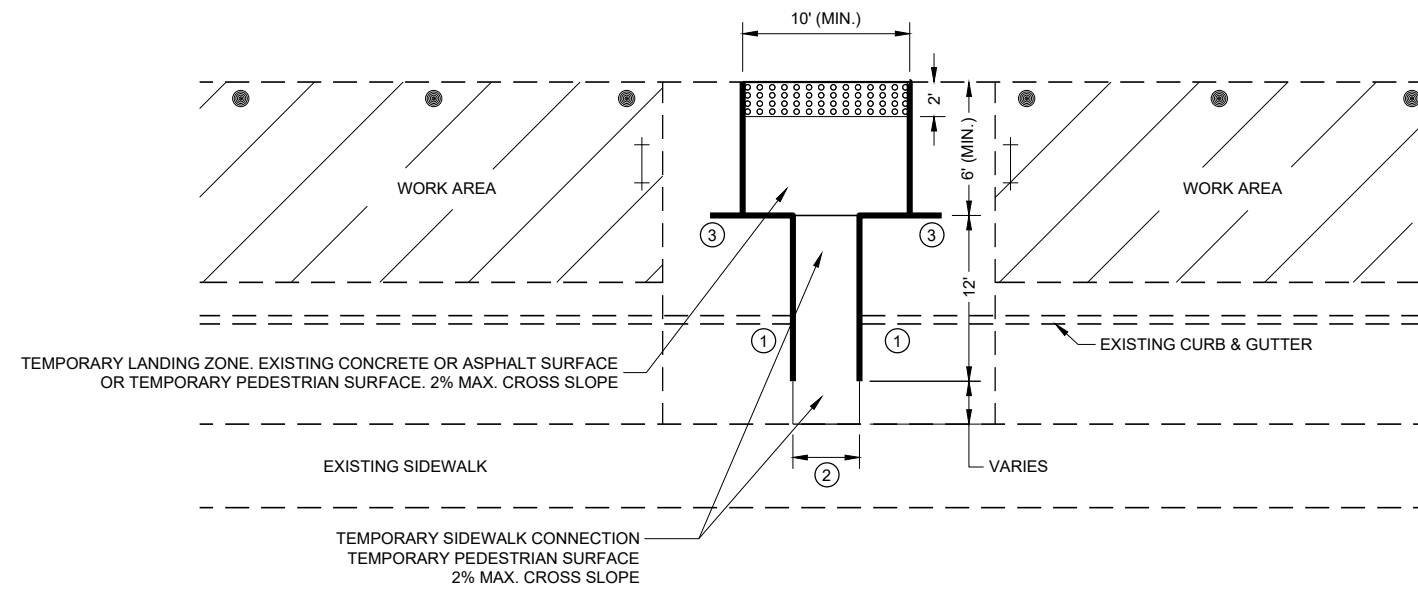 10' (MIN.)
2'
6' (MIN.)
WORK AREA
WORK AREA
3
3
12'
1
1
EXISTING CURB & GUTTER
TEMPORARY LANDING ZONE. EXISTING CONCRETE OR ASPHALT SURFACE
OR TEMPORARY PEDESTRIAN SURFACE. 2% MAX. CROSS SLOPE
EXISTING SIDEWALK
2
VARIES
TEMPORARY SIDEWALK CONNECTION
TEMPORARY PEDESTRIAN SURFACE
2% MAX. CROSS SLOPE